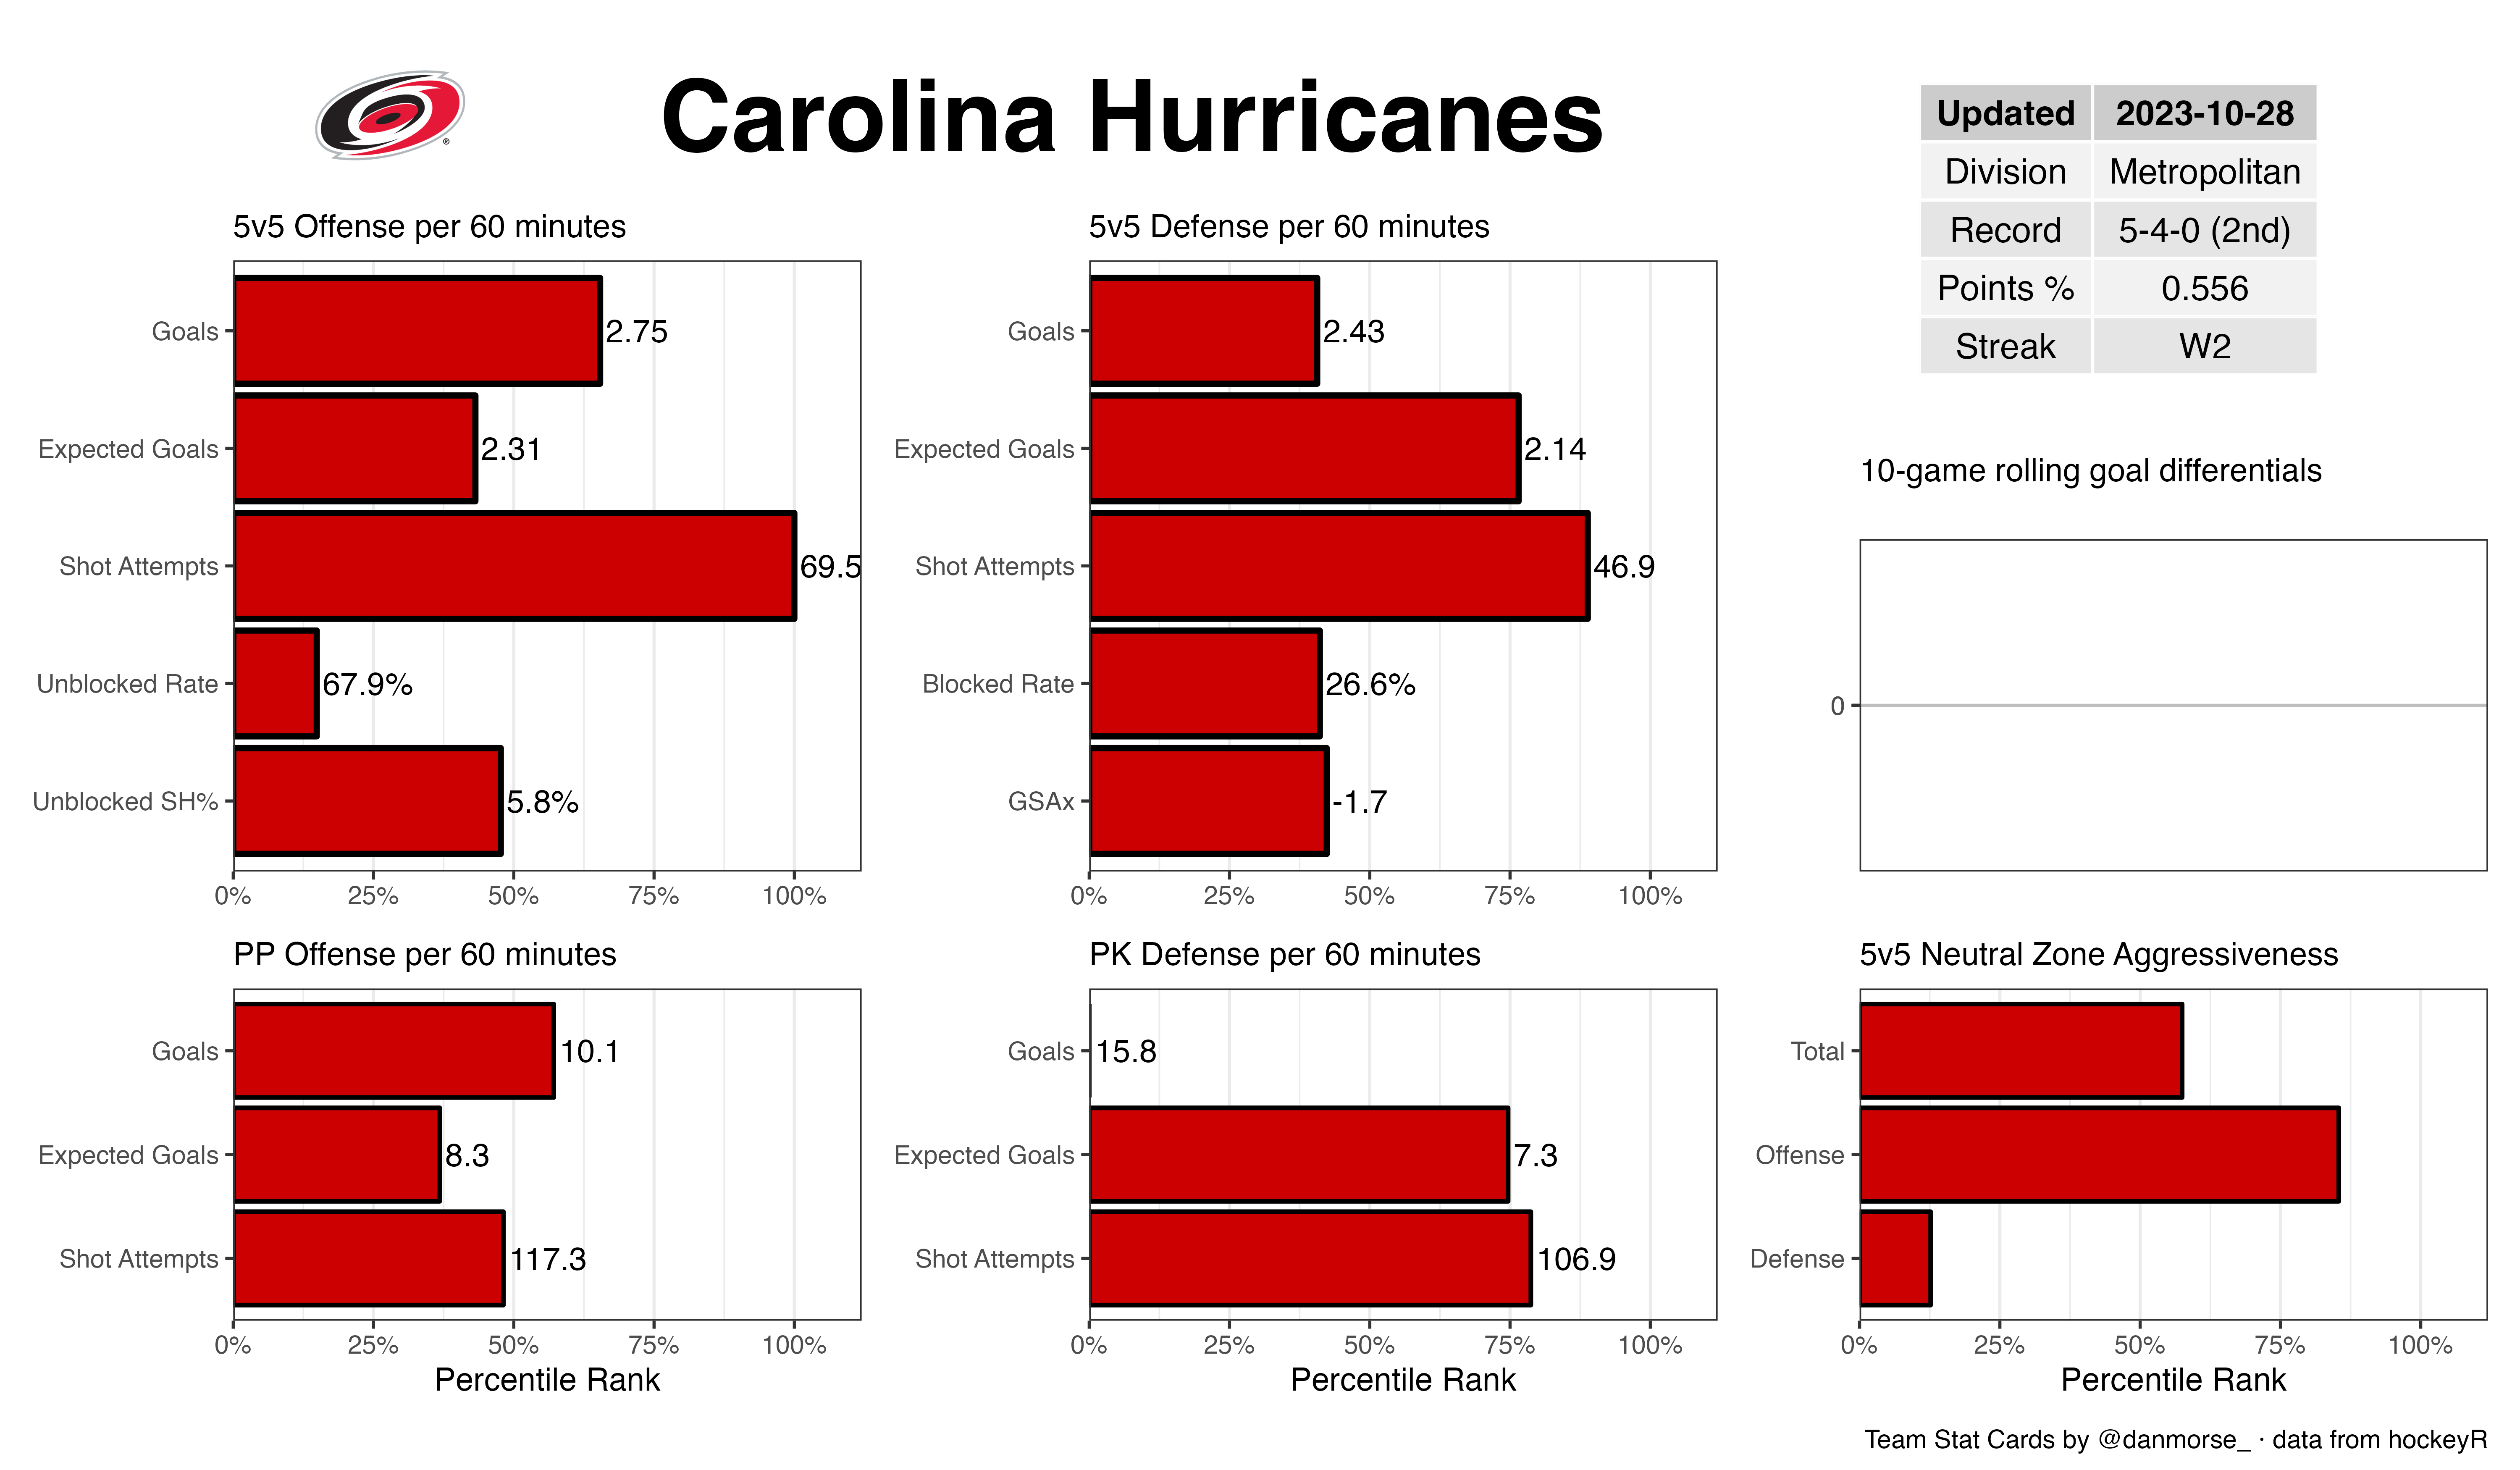 Carolina Hurricanes
Updated 2023-10-28
Division Metropolitan
Record 5-4-0 (2nd)
Points % 0.556
Streak W2
5v5 Offense per 60 minutes
Goals 2.75
Expected Goals 2.31
Shot Attempts 69.5
Unblocked Rate 67.9%
Unblocked SH% 5.8%
0% 25% 50% 75% 100%
5v5 Defense per 60 minutes
Goals 2.43
Expected Goals 2.14
Shot Attempts 46.9
Blocked Rate 26.6%
GSAx -1.7
0% 25% 50% 75% 100%
10-game rolling goal differentials
0
PP Offense per 60 minutes
Goals 10.1
Expected Goals 8.3
Shot Attempts 117.3
0% 25% 50% 75% 100%
Percentile Rank
PK Defense per 60 minutes
Goals 15.8
Expected Goals 7.3
Shot Attempts 106.9
0% 25% 50% 75% 100%
Percentile Rank
5v5 Neutral Zone Aggressiveness
Total
Offense
Defense
0% 25% 50% 75% 100%
Percentile Rank
Team Stat Cards by @danmorse_ · data from hockeyR